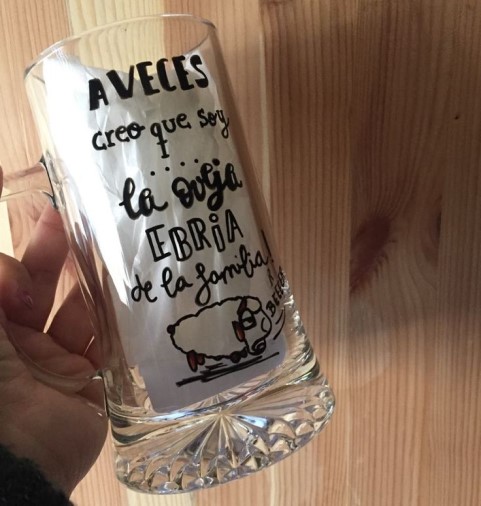 A VECES
creo que soy
...
la oveja
EBRiA
de la familia!